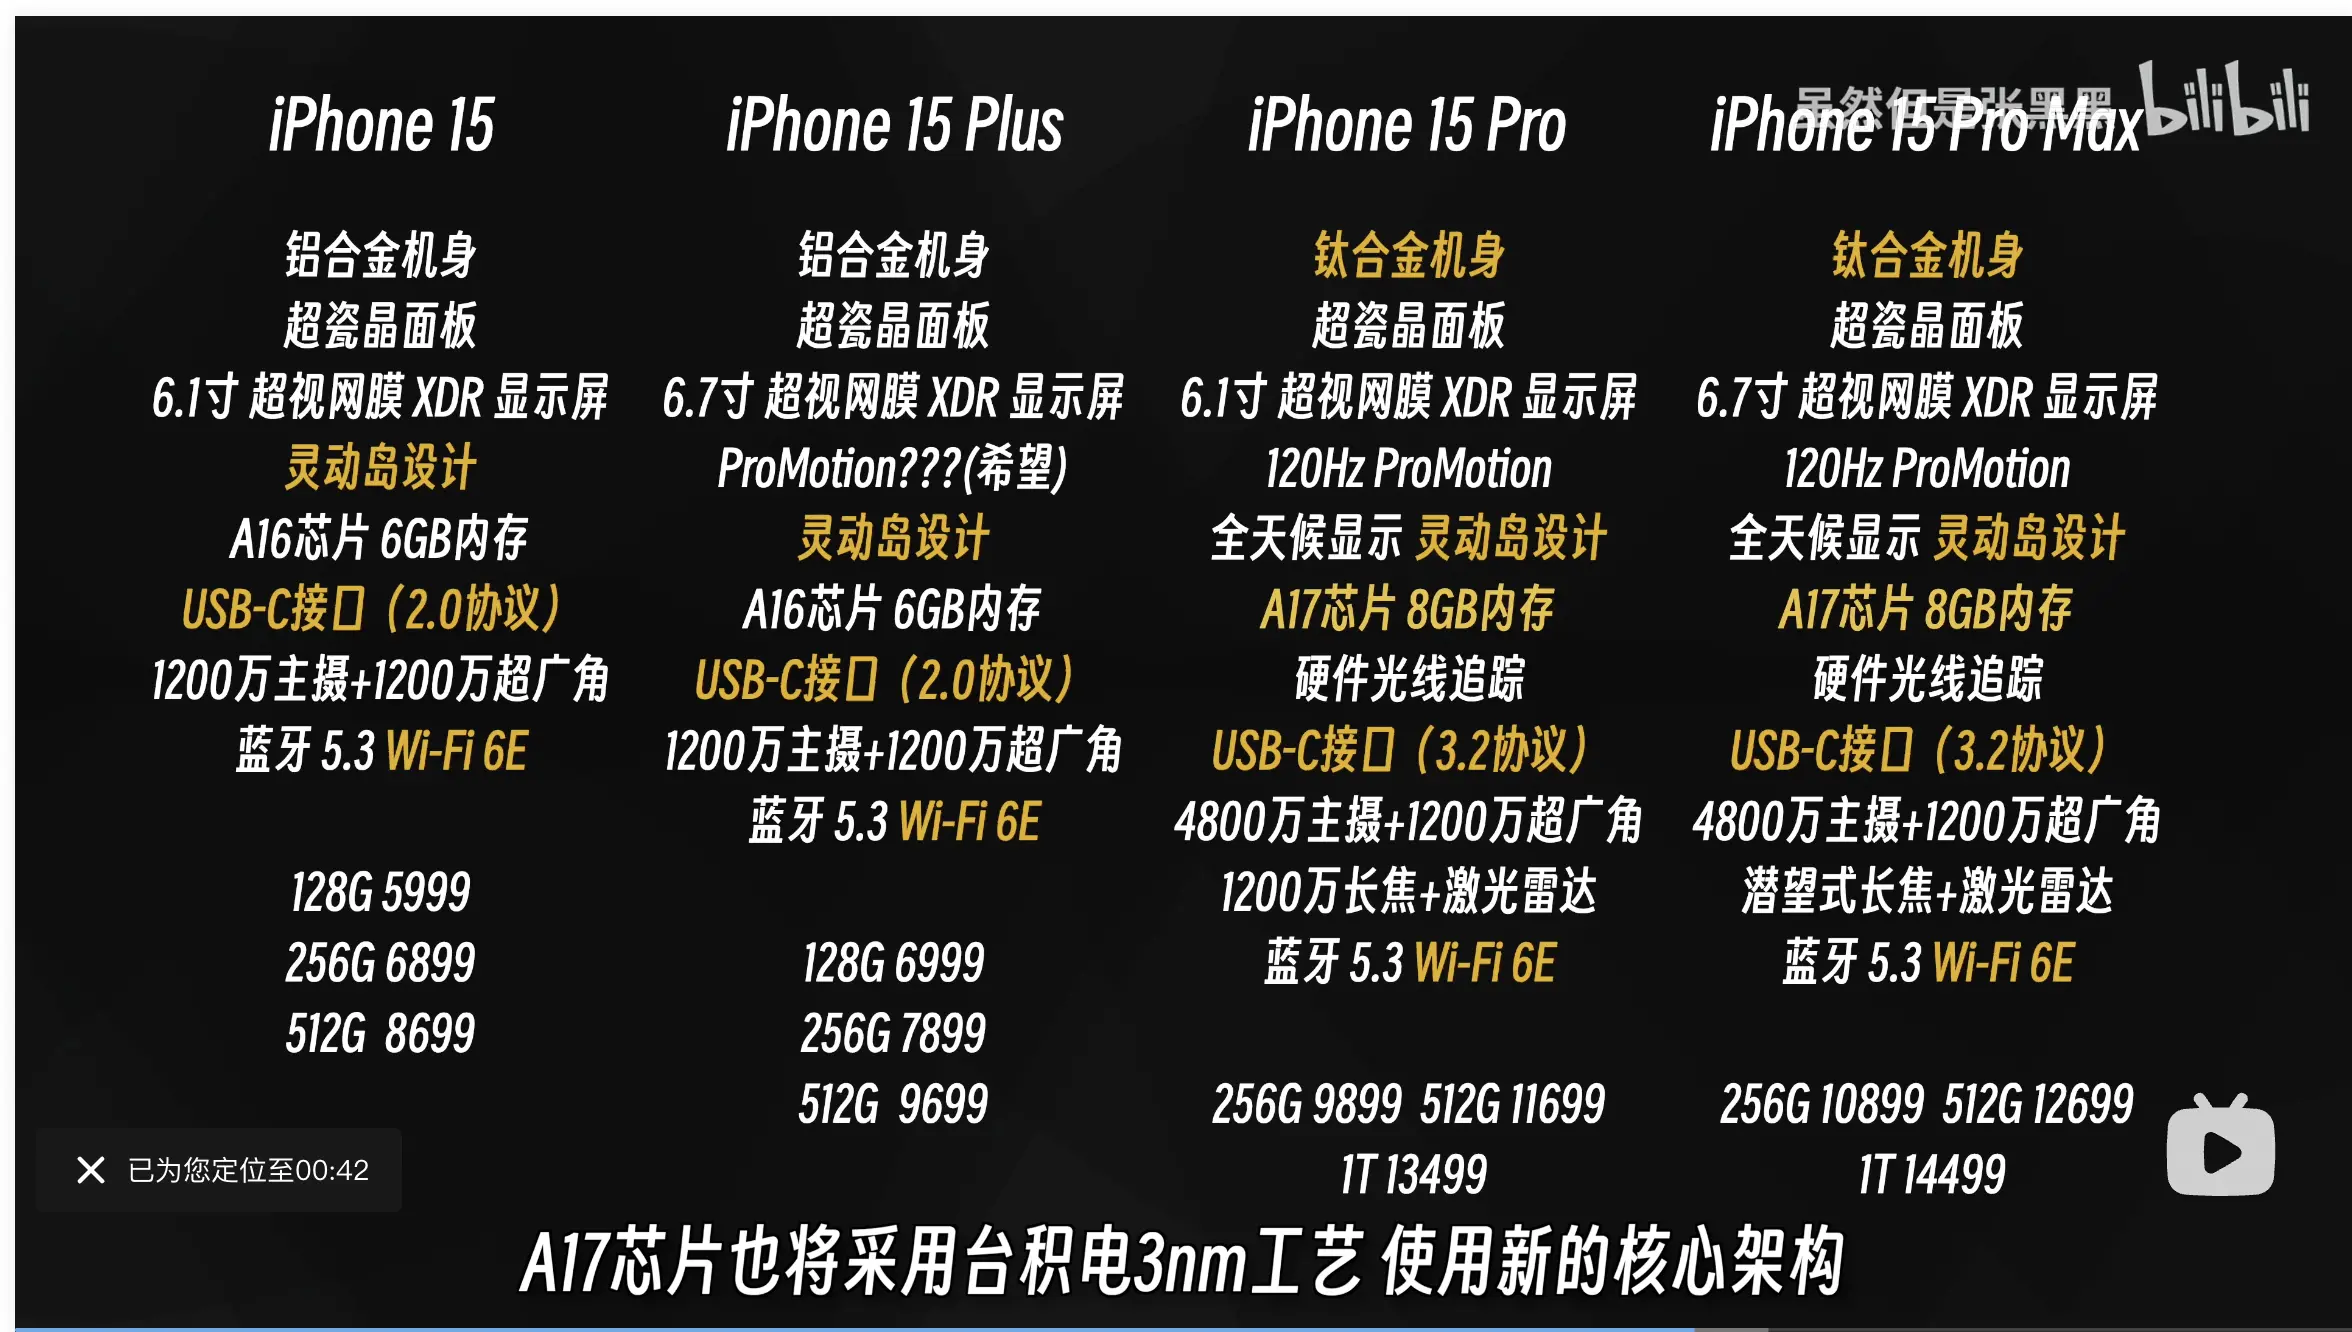 虽然但是张黑黑 bilibili
iPhone 15
铝合金机身
超瓷晶面板
6.1寸 超视网膜 XDR 显示屏
灵动岛设计
A16芯片 6GB内存
USB-C接口（2.0协议）
1200万主摄+1200万超广角
蓝牙 5.3 Wi-Fi 6E
128G 5999
256G 6899
512G 8699
iPhone 15 Plus
铝合金机身
超瓷晶面板
6.7寸 超视网膜 XDR 显示屏
ProMotion???(希望)
灵动岛设计
A16芯片 6GB内存
USB-C接口（2.0协议）
1200万主摄+1200万超广角
蓝牙 5.3 Wi-Fi 6E
128G 6999
256G 7899
512G 9699
iPhone 15 Pro
钛合金机身
超瓷晶面板
6.1寸 超视网膜 XDR 显示屏
120Hz ProMotion
全天候显示 灵动岛设计
A17芯片 8GB内存
硬件光线追踪
USB-C接口（3.2协议）
4800万主摄+1200万超广角
1200万长焦+激光雷达
蓝牙 5.3 Wi-Fi 6E
256G 9899 512G 11699
1T 13499
iPhone 15 Pro Max
钛合金机身
超瓷晶面板
6.7寸 超视网膜 XDR 显示屏
120Hz ProMotion
全天候显示 灵动岛设计
A17芯片 8GB内存
硬件光线追踪
USB-C接口（3.2协议）
4800万主摄+1200万超广角
潜望式长焦+激光雷达
蓝牙 5.3 Wi-Fi 6E
256G 10899 512G 12699
1T 14499
已为您定位至00:42
A17芯片也将采用台积电3nm工艺 使用新的核心架构